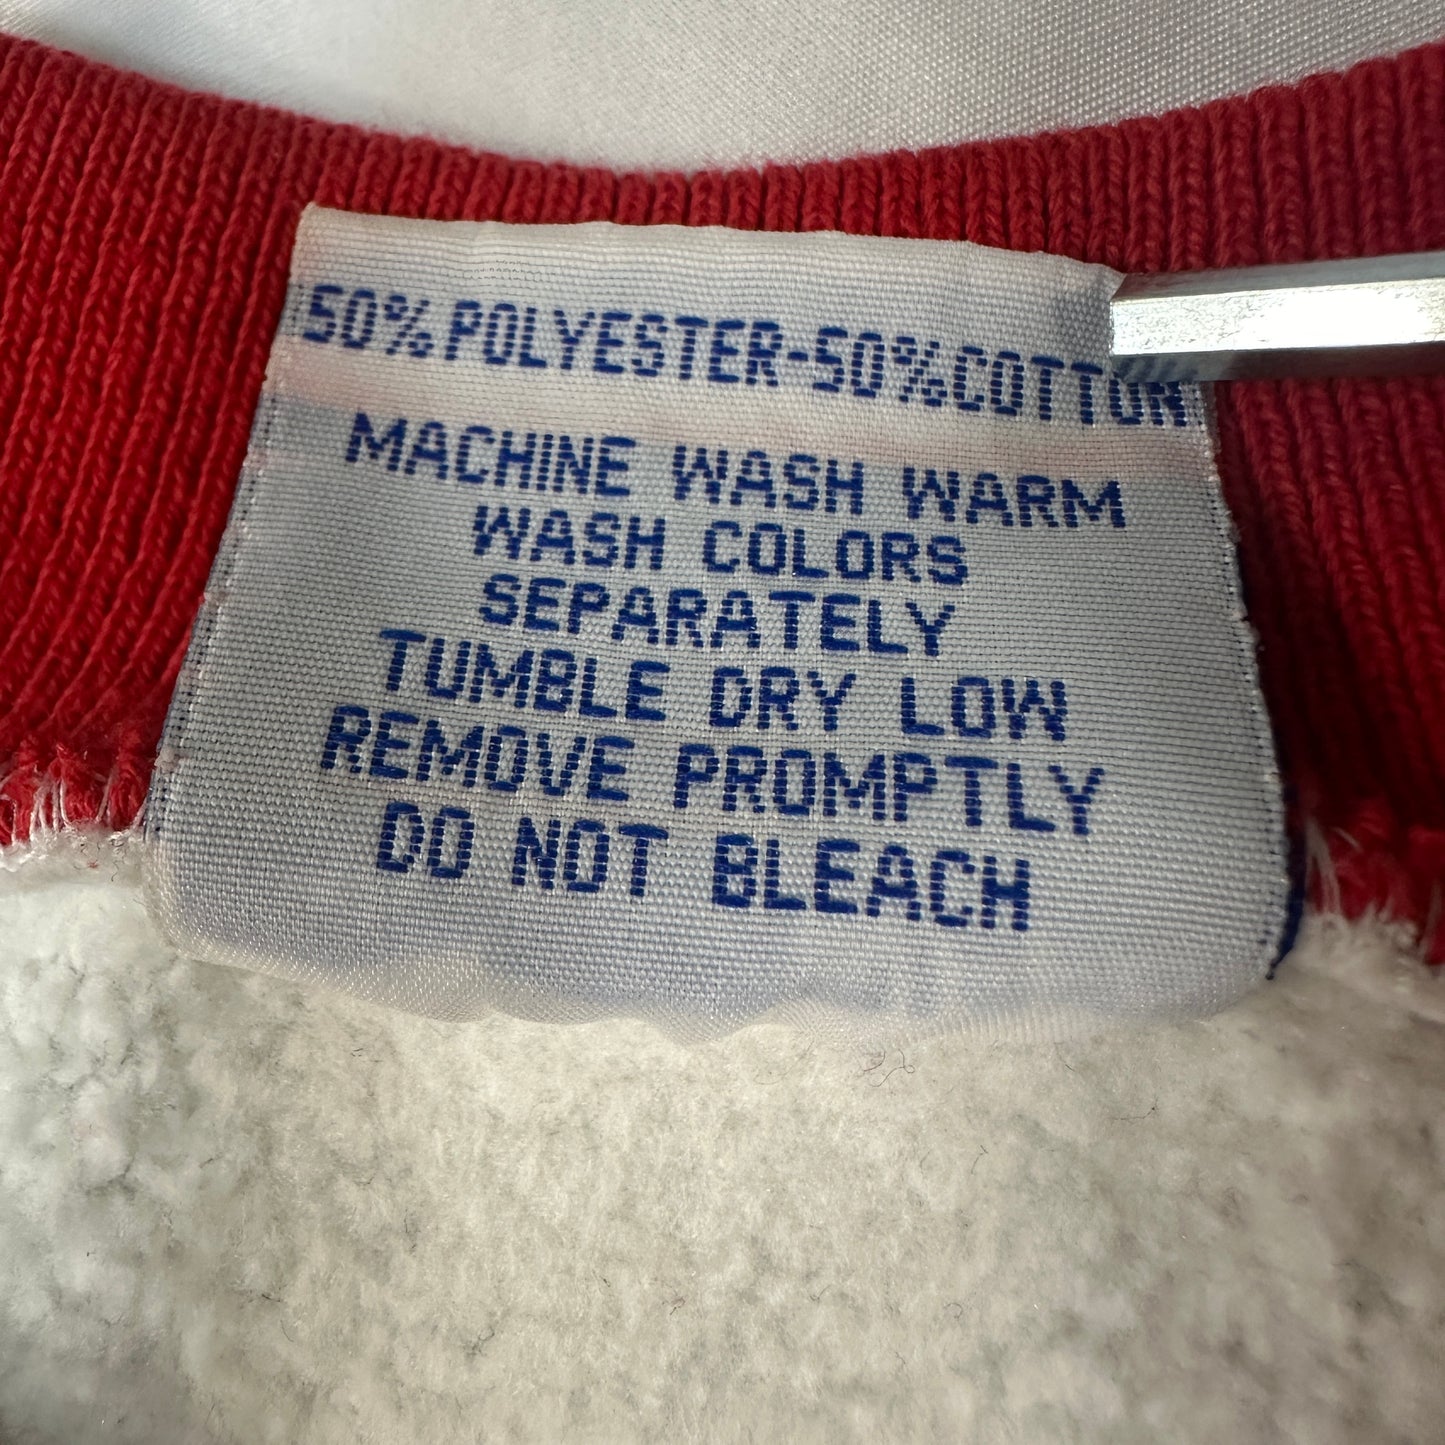 50% POLYESTER-50% COTTON
MACHINE WASH WARM
WASH COLORS
SEPARATELY
TUMBLE DRY LOW
REMOVE PROMPTLY
DO NOT BLEACH